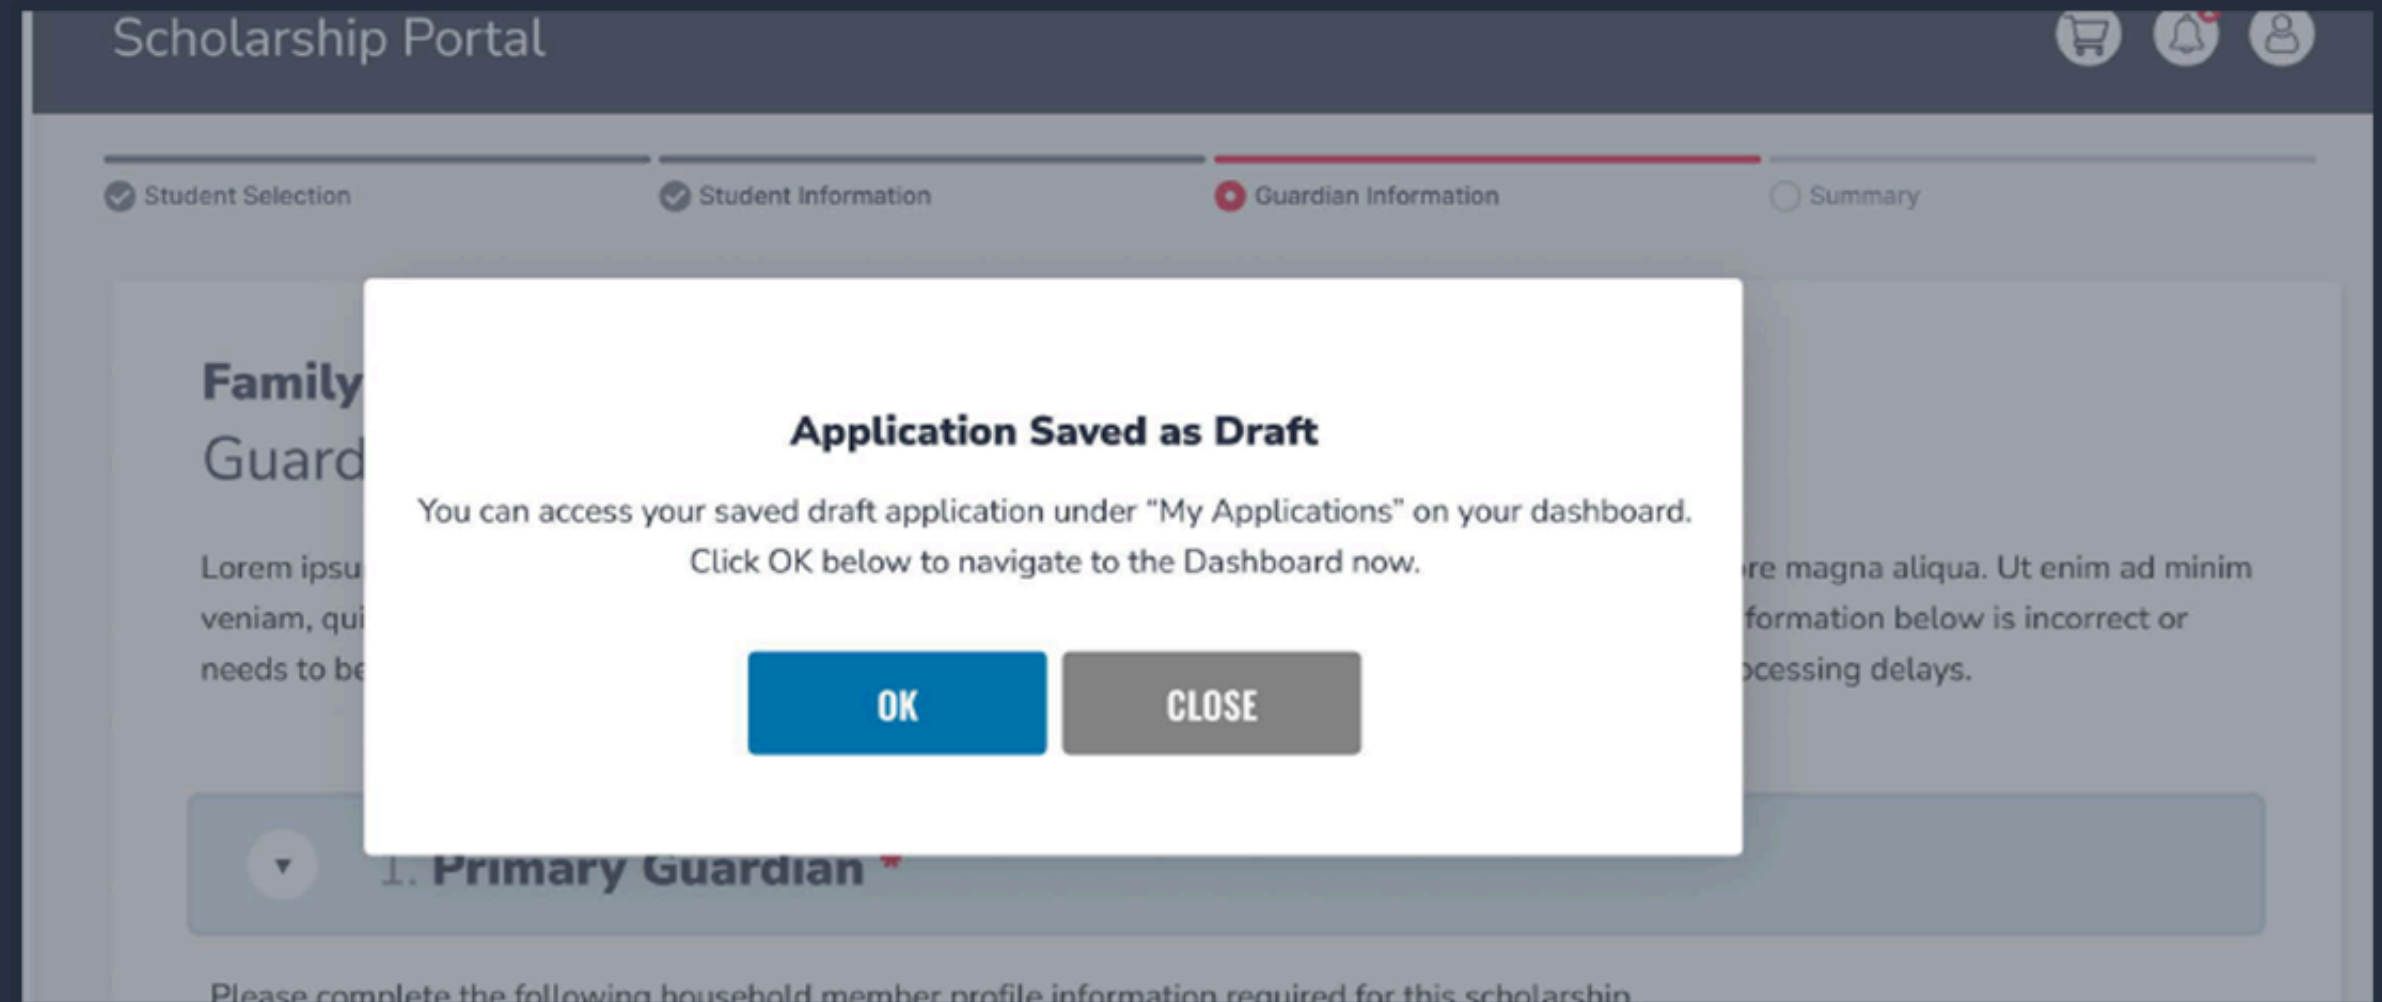 Scholarship Portal
Student Selection
Student Information
Guardian Information
Summary
Family
Guard
Application Saved as Draft
You can access your saved draft application under “My Applications” on your dashboard.
Click OK below to navigate to the Dashboard now.
OK
CLOSE
Lorem ipsu re magna aliqua. Ut enim ad minim
veniam, qui formation below is incorrect or
needs to be ocessing delays.
1. Primary Guardian *
Please complete the following household member profile information required for this scholarship